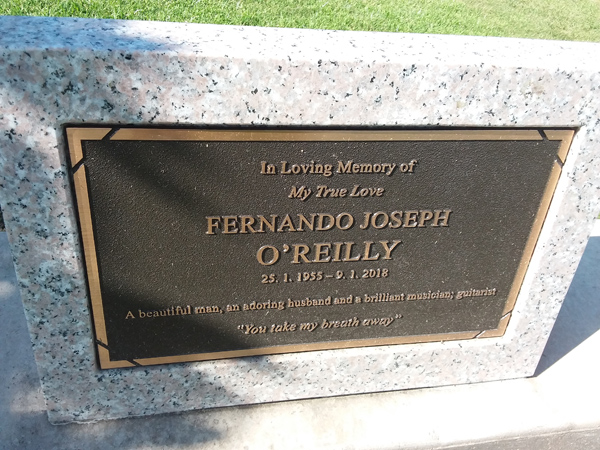 In Loving Memory of
My True Love
FERNANDO JOSEPH
O'REILLY
25. 1. 1955 – 9. 1. 2018
A beautiful man, an adoring husband and a brilliant musician; guitarist
"You take my breath away"